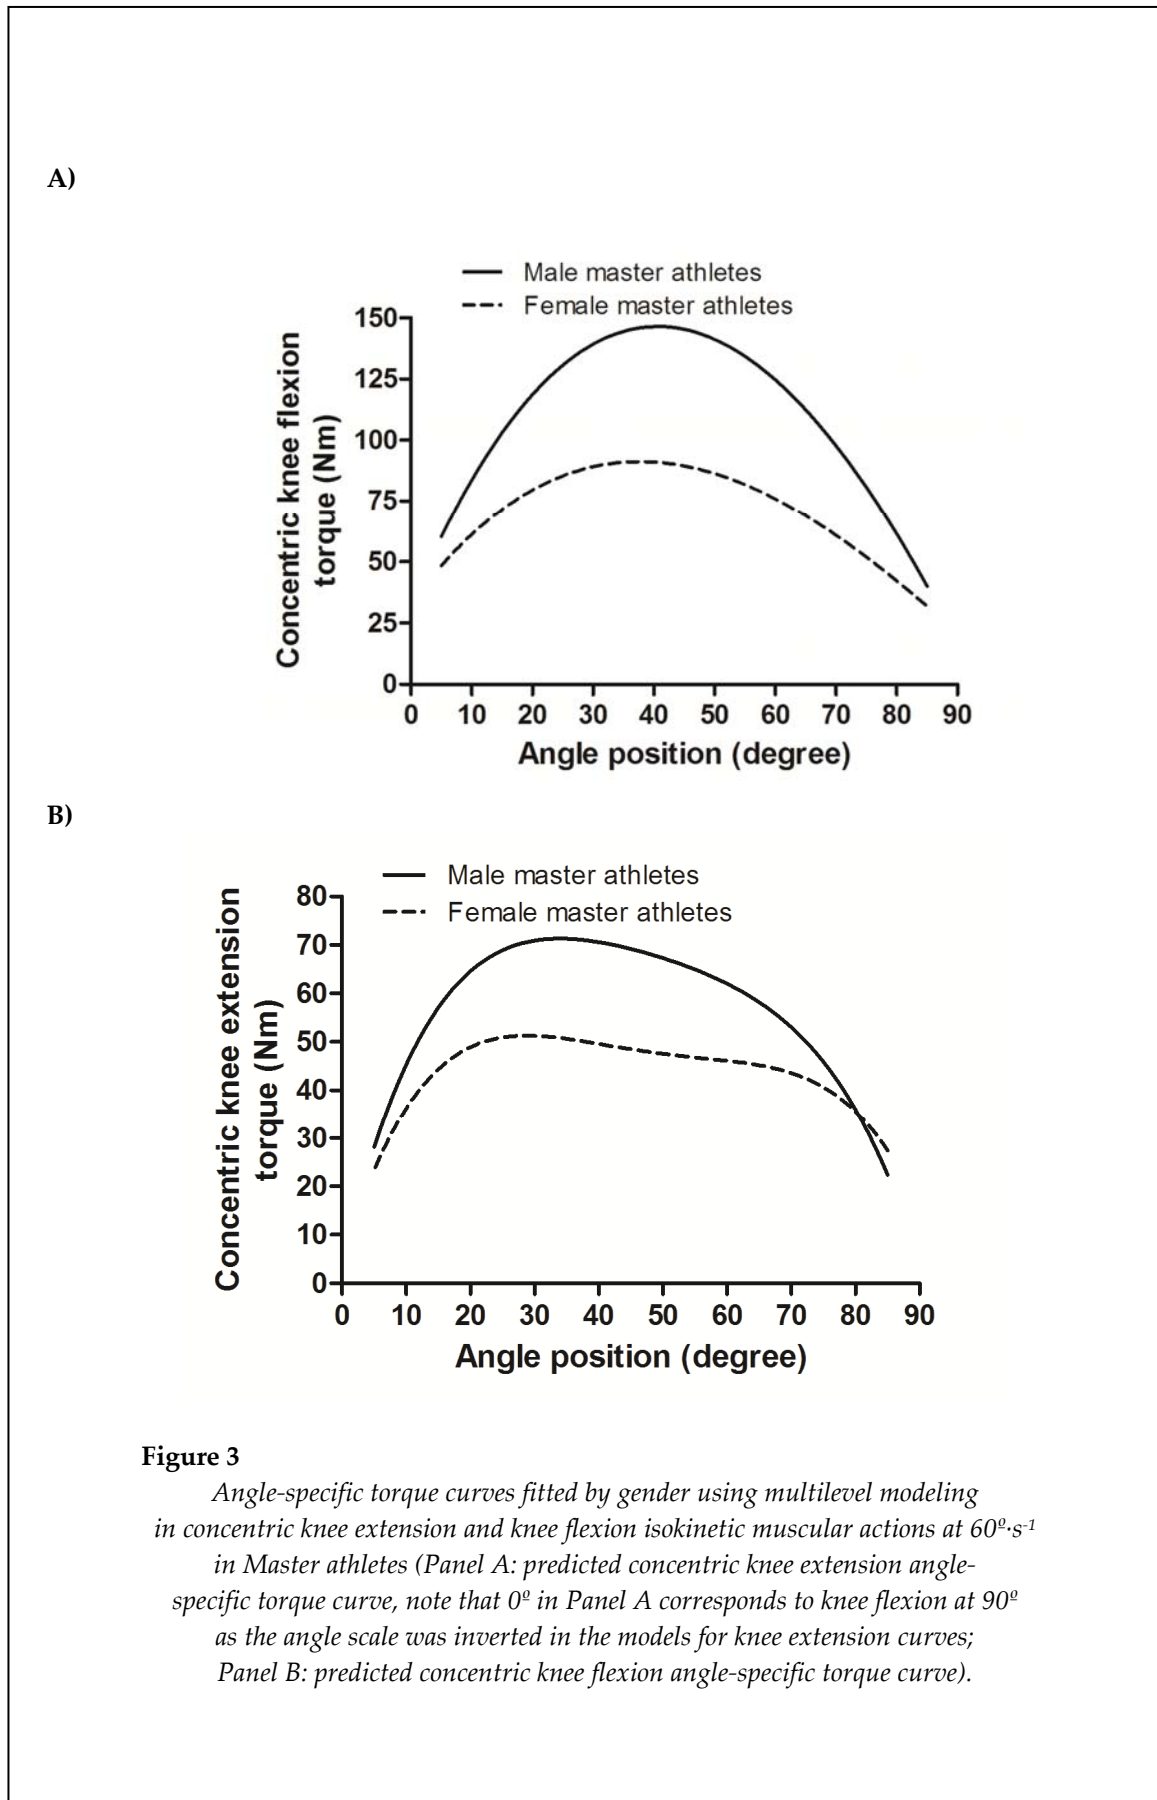 A)
Male master athletes
Female master athletes
Concentric knee flexion
torque (Nm)
150
125
100
75
50
25
0
0 10 20 30 40 50 60 70 80 90
Angle position (degree)
B)
Male master athletes
Female master athletes
Concentric knee extension
torque (Nm)
80
70
60
50
40
30
20
10
0
0 10 20 30 40 50 60 70 80 90
Angle position (degree)
Figure 3
Angle-specific torque curves fitted by gender using multilevel modeling
in concentric knee extension and knee flexion isokinetic muscular actions at 60º·s-1
in Master athletes (Panel A: predicted concentric knee extension angle-
specific torque curve, note that 0º in Panel A corresponds to knee flexion at 90º
as the angle scale was inverted in the models for knee extension curves;
Panel B: predicted concentric knee flexion angle-specific torque curve).